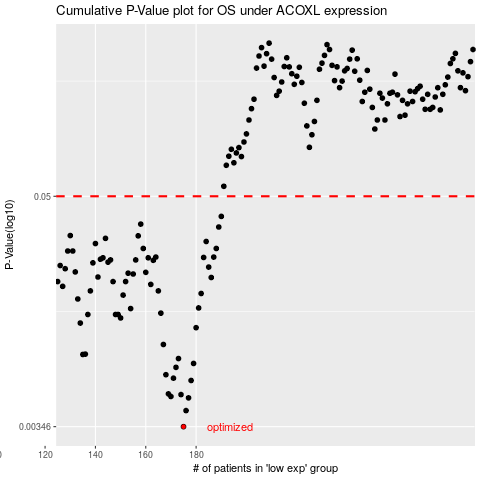 Cumulative P-Value plot for OS under ACOXL expression
P-Value(log10)
0.05
0.00346
optimized
0 120 140 160 180
# of patients in 'low exp' group